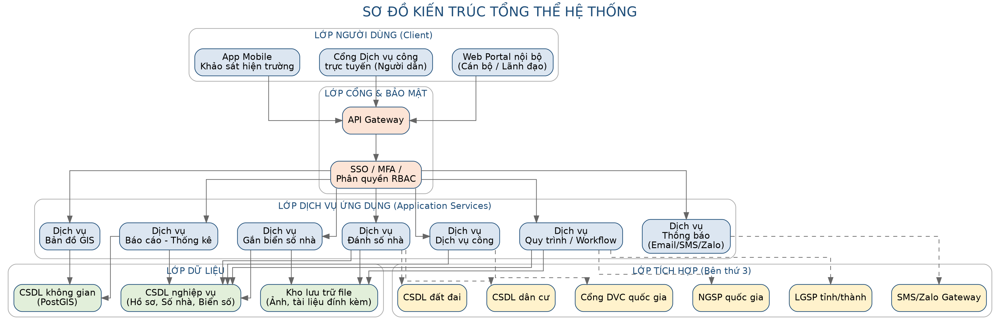 SƠ ĐỒ KIẾN TRÚC TỔNG THỂ HỆ THỐNG
LỚP NGƯỜI DÙNG (Client)
App Mobile
Khảo sát hiện trường
Cổng Dịch vụ công
trực tuyến (Người dân)
Web Portal nội bộ
(Cán bộ / Lãnh đạo)
LỚP CỔNG & BẢO MẬT
API Gateway
SSO / MFA /
Phân quyền RBAC
LỚP DỊCH VỤ ỨNG DỤNG (Application Services)
Dịch vụ
Bản đồ GIS
Dịch vụ
Báo cáo - Thống kê
Dịch vụ
Gắn biển số nhà
Dịch vụ
Đánh số nhà
Dịch vụ
Dịch vụ công
Dịch vụ
Quy trình / Workflow
Dịch vụ
Thông báo
(Email/SMS/Zalo)
LỚP DỮ LIỆU
CSDL không gian
(PostGIS)
CSDL nghiệp vụ
(Hồ sơ, Số nhà, Biển số)
Kho lưu trữ file
(Ảnh, tài liệu đính kèm)
LỚP TÍCH HỢP (Bên thứ 3)
CSDL đất đai
CSDL dân cư
Cổng DVC quốc gia
NGSP quốc gia
LGSP tỉnh/thành
SMS/Zalo Gateway